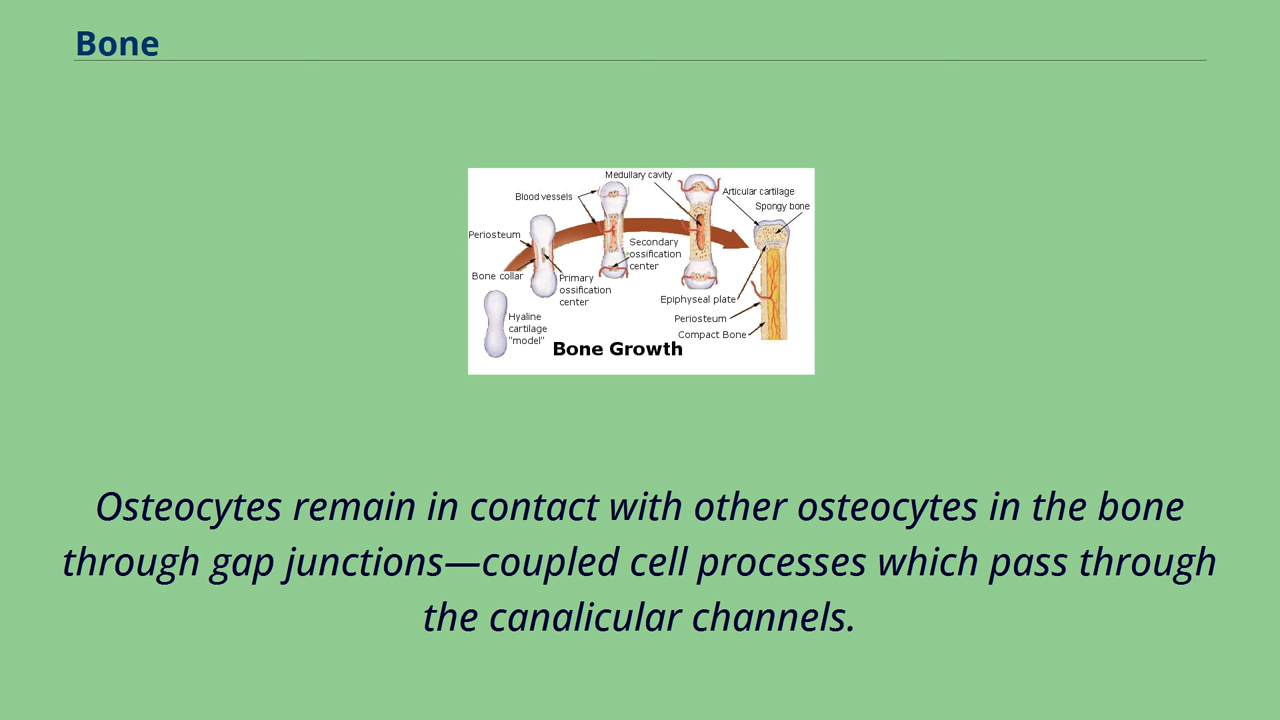 Bone
Medullary cavity
Blood vessels
Articular cartilage
Spongy bone
Periosteum
Secondary
ossification
center
Bone collar
Primary
ossification
center
Epiphyseal plate
Periosteum
Compact Bone
Hyaline
cartilage
"model"
Bone Growth
Osteocytes remain in contact with other osteocytes in the bone
through gap junctions—coupled cell processes which pass through
the canalicular channels.